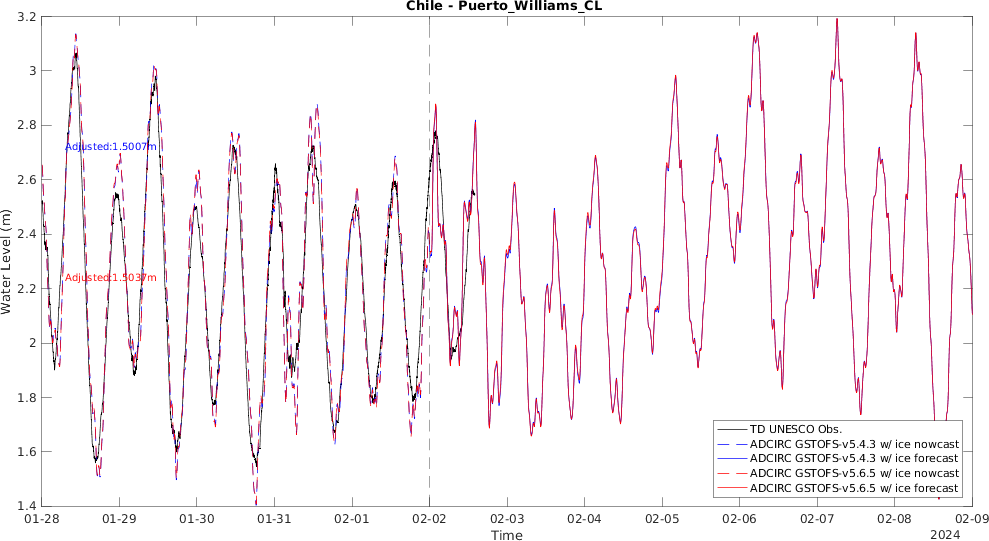 Chile - Puerto_Williams_CL
3.2
3
2.8
2.6
2.4
2.2
2
1.8
1.6
1.4
Water Level (m)
Adjusted:1.5007m
Adjusted:1.5037m
TD UNESCO Obs.
ADCIRC GSTOFS-v5.4.3 w/ ice nowcast
ADCIRC GSTOFS-v5.4.3 w/ ice forecast
ADCIRC GSTOFS-v5.6.5 w/ ice nowcast
ADCIRC GSTOFS-v5.6.5 w/ ice forecast
01-28 01-29 01-30 01-31 02-01 02-02 02-03 02-04 02-05 02-06 02-07 02-08 02-09
Time
2024